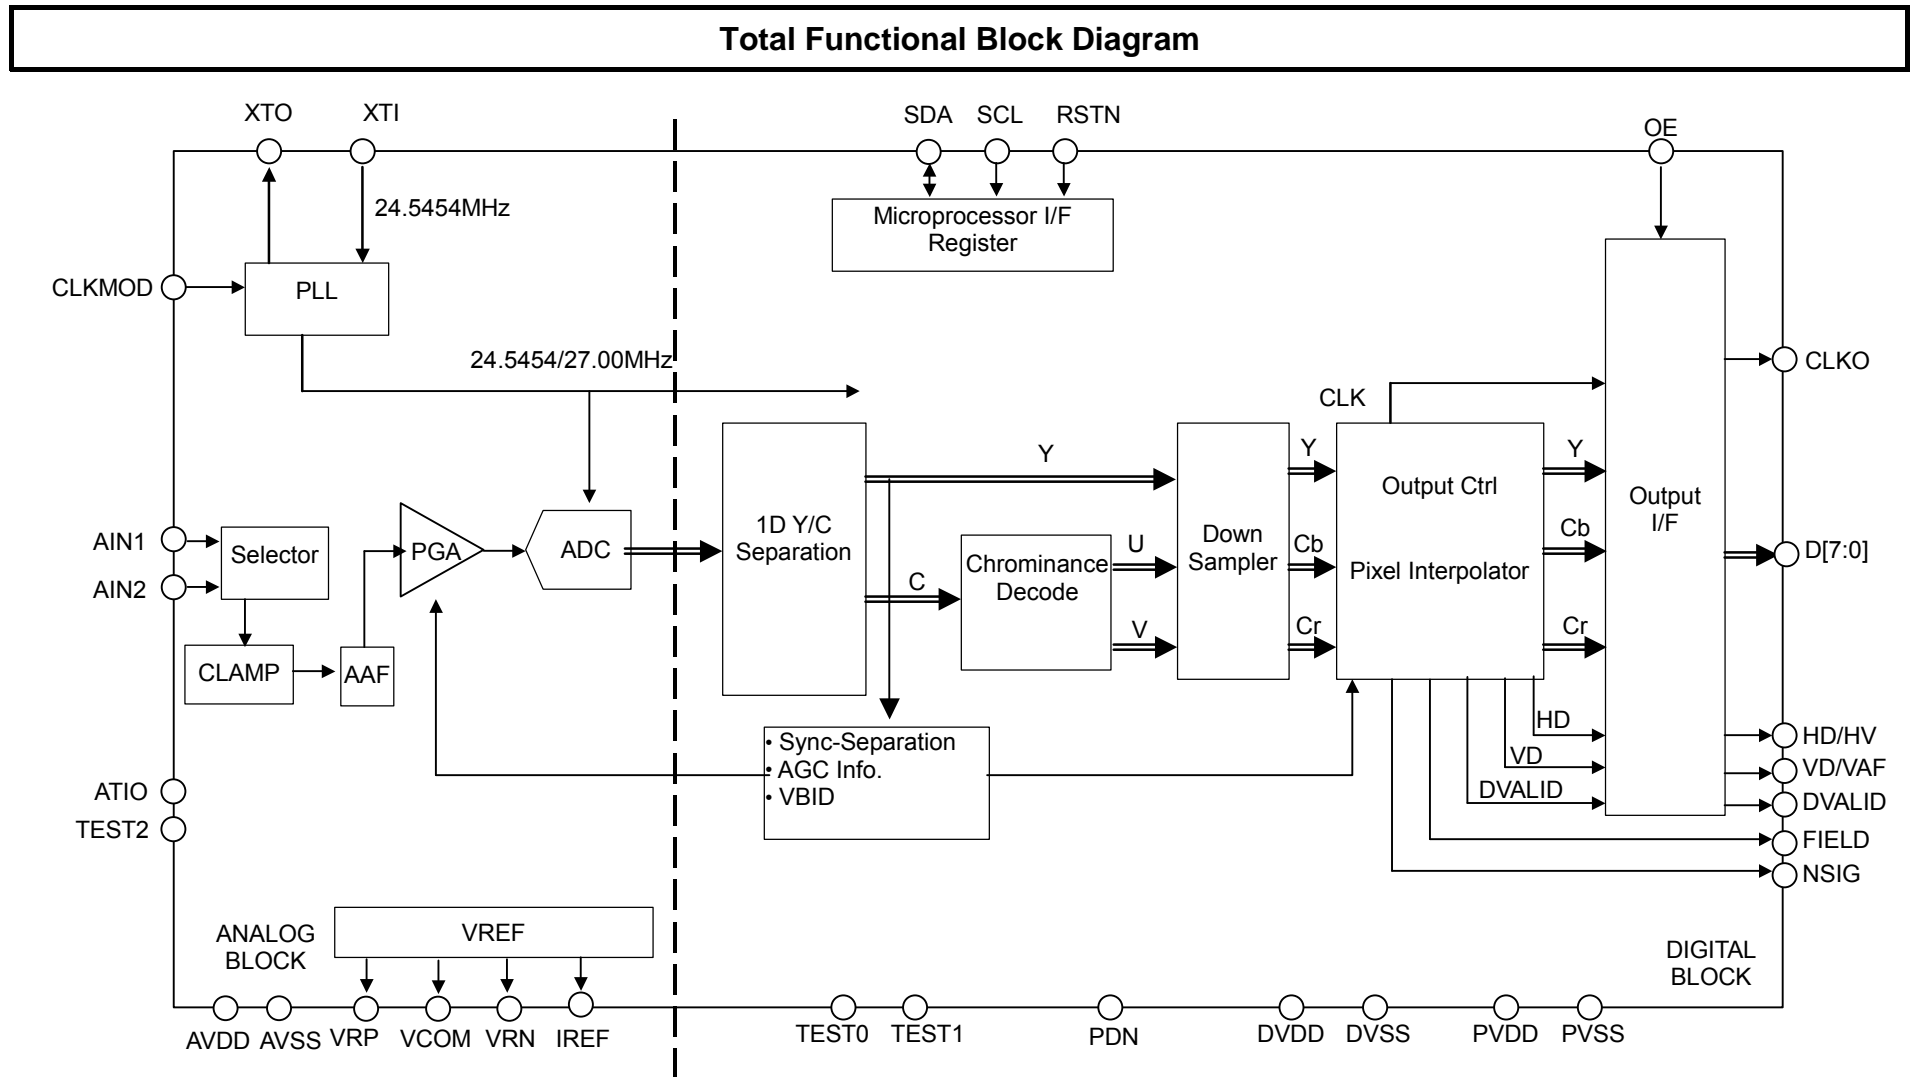 Total Functional Block Diagram
XTO
XTI
SDA
SCL
RSTN
OE
24.5454MHz
Microprocessor I/F
Register
CLKMOD
PLL
24.5454/27.00MHz
CLKO
CLK
Y
Y
Y
Output Ctrl
Output
I/F
1D Y/C
Separation
Down
Sampler
AIN1
Selector
PGA
ADC
U
Cb
Cb
D[7:0]
Chrominance
Decode
Pixel Interpolator
AIN2
C
V
Cr
Cr
CLAMP
AAF
HD
HD/HV
• Sync-Separation
VD
VD/VAF
• AGC Info.
DVALID
DVALID
• VBID
ATIO
TEST2
FIELD
NSIG
ANALOG
BLOCK
VREF
DIGITAL
BLOCK
AVDD
AVSS
VRP
VCOM
VRN
IREF
TEST0
TEST1
PDN
DVDD
DVSS
PVDD
PVSS